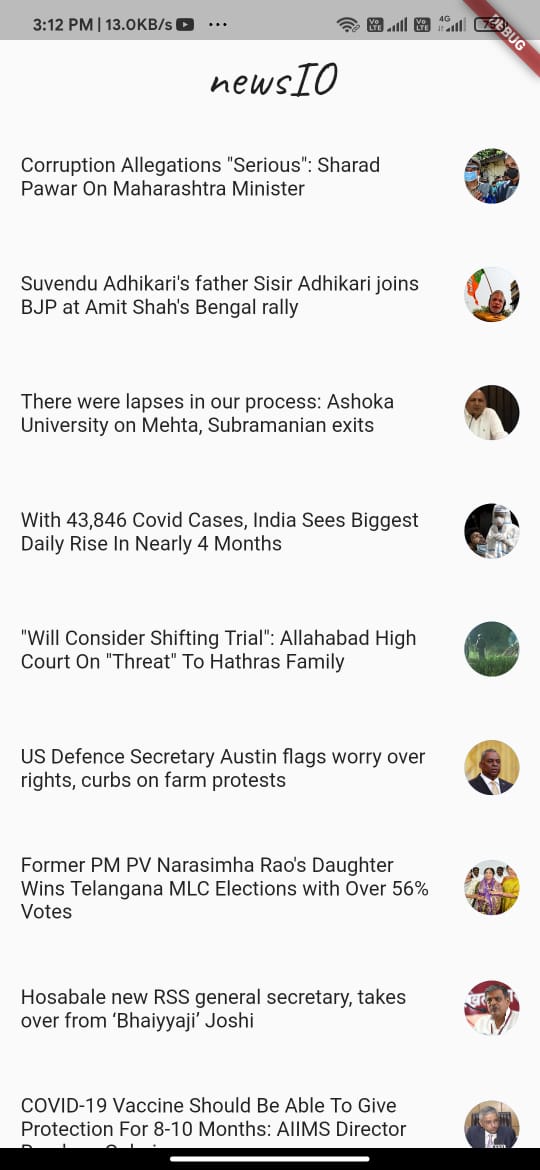 3:12 PM | 13.0KB/s
Vo LTE
Vo LTE
4G
DEBUG
newsIO
Corruption Allegations "Serious": Sharad
Pawar On Maharashtra Minister
Suvendu Adhikari's father Sisir Adhikari joins
BJP at Amit Shah's Bengal rally
There were lapses in our process: Ashoka
University on Mehta, Subramanian exits
With 43,846 Covid Cases, India Sees Biggest
Daily Rise In Nearly 4 Months
"Will Consider Shifting Trial": Allahabad High
Court On "Threat" To Hathras Family
US Defence Secretary Austin flags worry over
rights, curbs on farm protests
Former PM PV Narasimha Rao's Daughter
Wins Telangana MLC Elections with Over 56%
Votes
Hosabale new RSS general secretary, takes
over from ‘Bhaiyyaji’ Joshi
COVID-19 Vaccine Should Be Able To Give
Protection For 8-10 Months: AIIMS Director